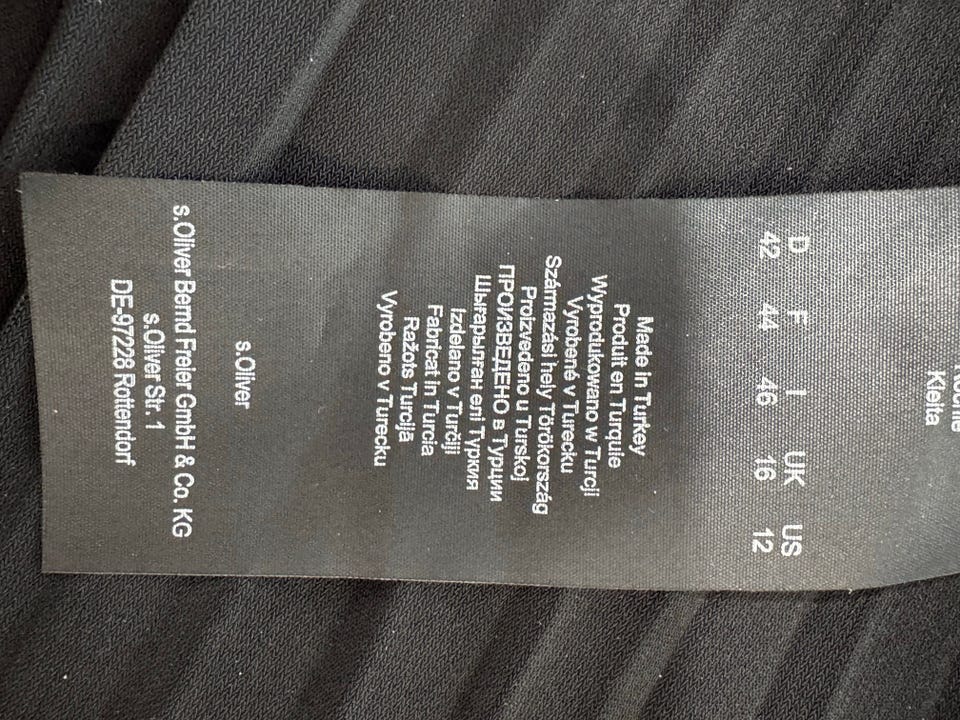 Kleita
D F I UK US
42 44 46 16 12
Made in Turkey
Produit en Turquie
Wyprodukowano w Turcji
Vyrobené v Turecku
Származási hely Törökország
Proizvedeno u Turskoj
ПРОИЗВЕДЕНО в Турции
Шығарылған елі Туркия
Izdelano v Turčiji
Fabricat in Turcia
Ražots Turcijā
Vyrobeno v Turecku
s.Oliver
s.Oliver Bernd Freier GmbH & Co. KG
s.Oliver Str. 1
DE-97228 Rottendorf